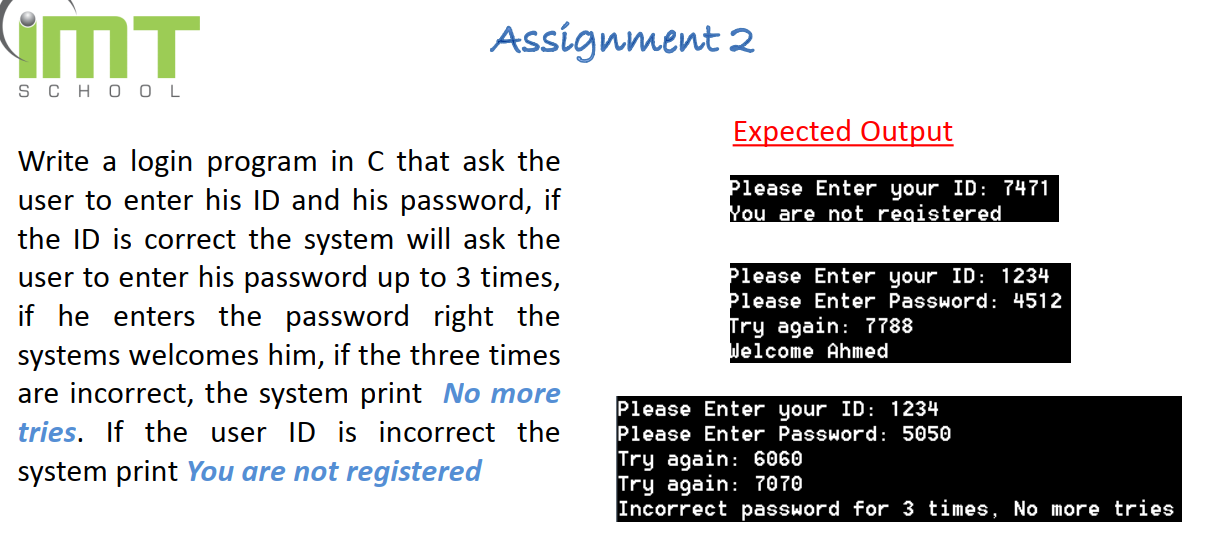 iMT
SCHOOL
Assignment 2
Write a login program in C that ask the
user to enter his ID and his password, if
the ID is correct the system will ask the
user to enter his password up to 3 times,
if he enters the password right the
systems welcomes him, if the three times
are incorrect, the system print No more
tries. If the user ID is incorrect the
system print You are not registered
Expected Output
Please Enter your ID: 7471
You are not registered
Please Enter your ID: 1234
Please Enter Password: 4512
Try again: 7788
Welcome Ahmed
Please Enter your ID: 1234
Please Enter Password: 5050
Try again: 6060
Try again: 7070
Incorrect password for 3 times, No more tries